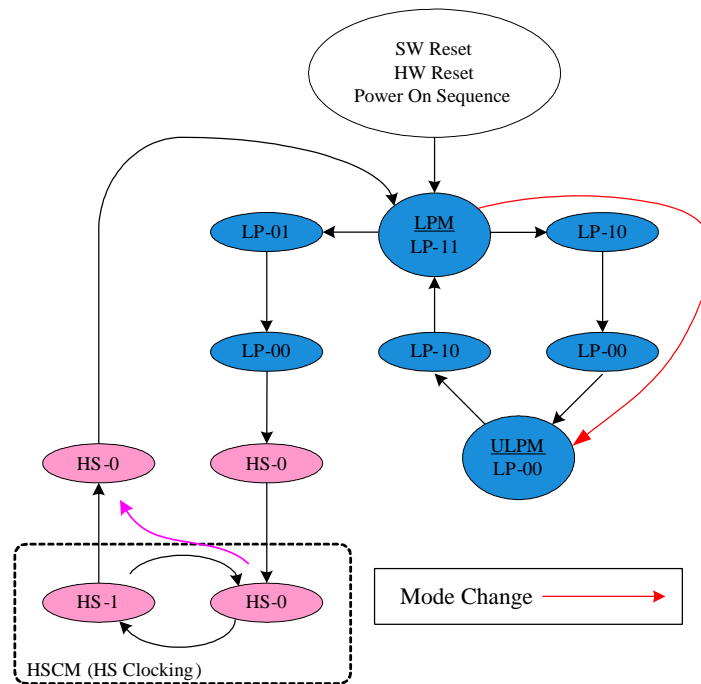 SW Reset
HW Reset
Power On Sequence
LPM
LP-11
LP-01
LP-10
LP-00
LP-10
LP-00
ULPM
LP-00
HS-0
HS-0
HS-1
HS-0
HSCM (HS Clocking)
Mode Change